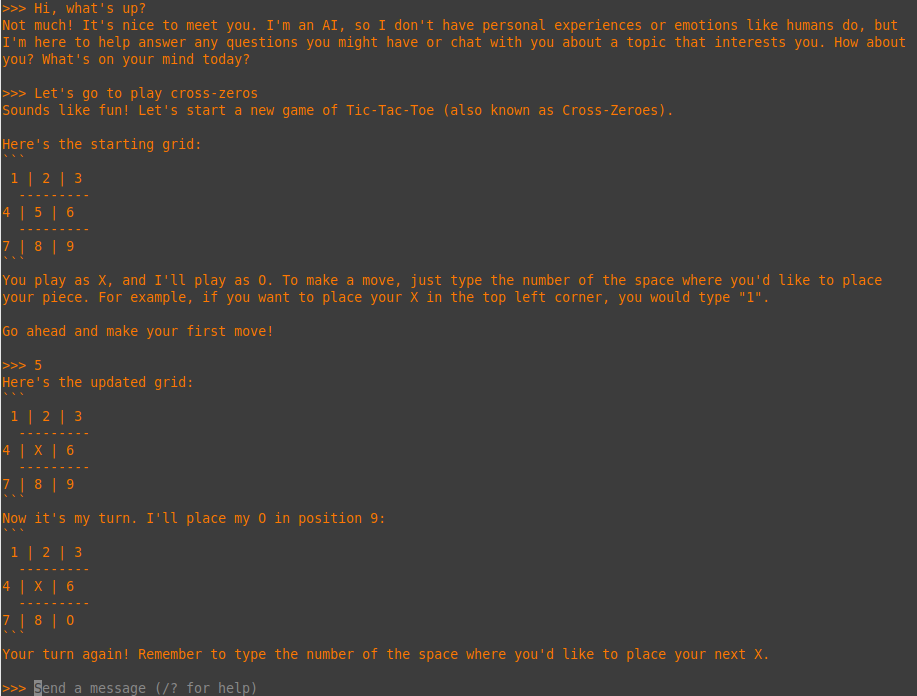 >>> Hi, what's up?
Not much! It's nice to meet you. I'm an AI, so I don't have personal experiences or emotions like humans do, but
I'm here to help answer any questions you might have or chat with you about a topic that interests you. How about
you? What's on your mind today?
>>> Let's go to play cross-zeros
Sounds like fun! Let's start a new game of Tic-Tac-Toe (also known as Cross-Zeroes).
Here's the starting grid:
```
 1 | 2 | 3
  ---------
4 | 5 | 6
  ---------
7 | 8 | 9
```
You play as X, and I'll play as O. To make a move, just type the number of the space where you'd like to place
your piece. For example, if you want to place your X in the top left corner, you would type "1".
Go ahead and make your first move!
>>> 5
Here's the updated grid:
```
 1 | 2 | 3
  ---------
4 | X | 6
  ---------
7 | 8 | 9
```
Now it's my turn. I'll place my O in position 9:
```
 1 | 2 | 3
  ---------
4 | X | 6
  ---------
7 | 8 | O
```
Your turn again! Remember to type the number of the space where you'd like to place your next X.
>>> Send a message (/? for help)